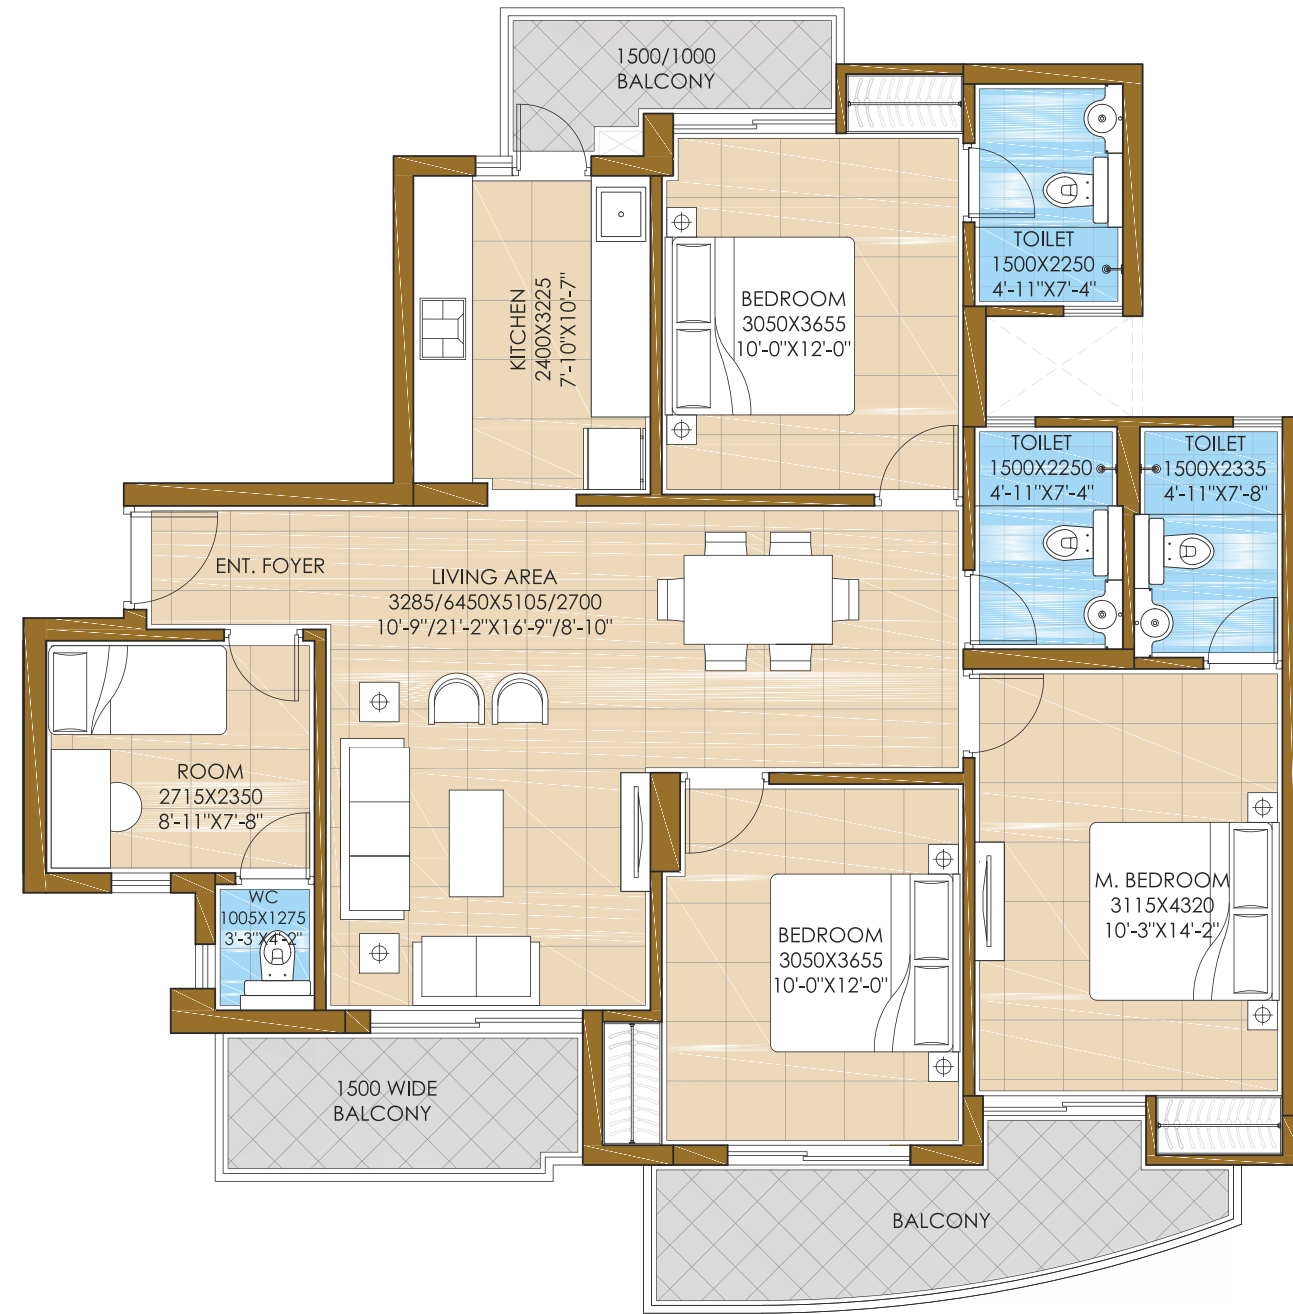 1500/1000
BALCONY
TOILET
1500X2250
4'-11"X7'-4"
BEDROOM
3050X3655
10'-0"X12'-0"
KITCHEN
2400X3225
7'-10"X10'-7"
TOILET
1500X2250
4'-11"X7'-4"
TOILET
1500X2335
4'-11"X7'-8"
ENT. FOYER
LIVING AREA
3285/6450X5105/2700
10'-9"/21'-2"X16'-9"/8'-10"
ROOM
2715X2350
8'-11"X7'-8"
WC
1005X1275
3'-3"X4'-2"
M. BEDROOM
3115X4320
10'-3"X14'-2"
BEDROOM
3050X3655
10'-0"X12'-0"
1500 WIDE
BALCONY
BALCONY